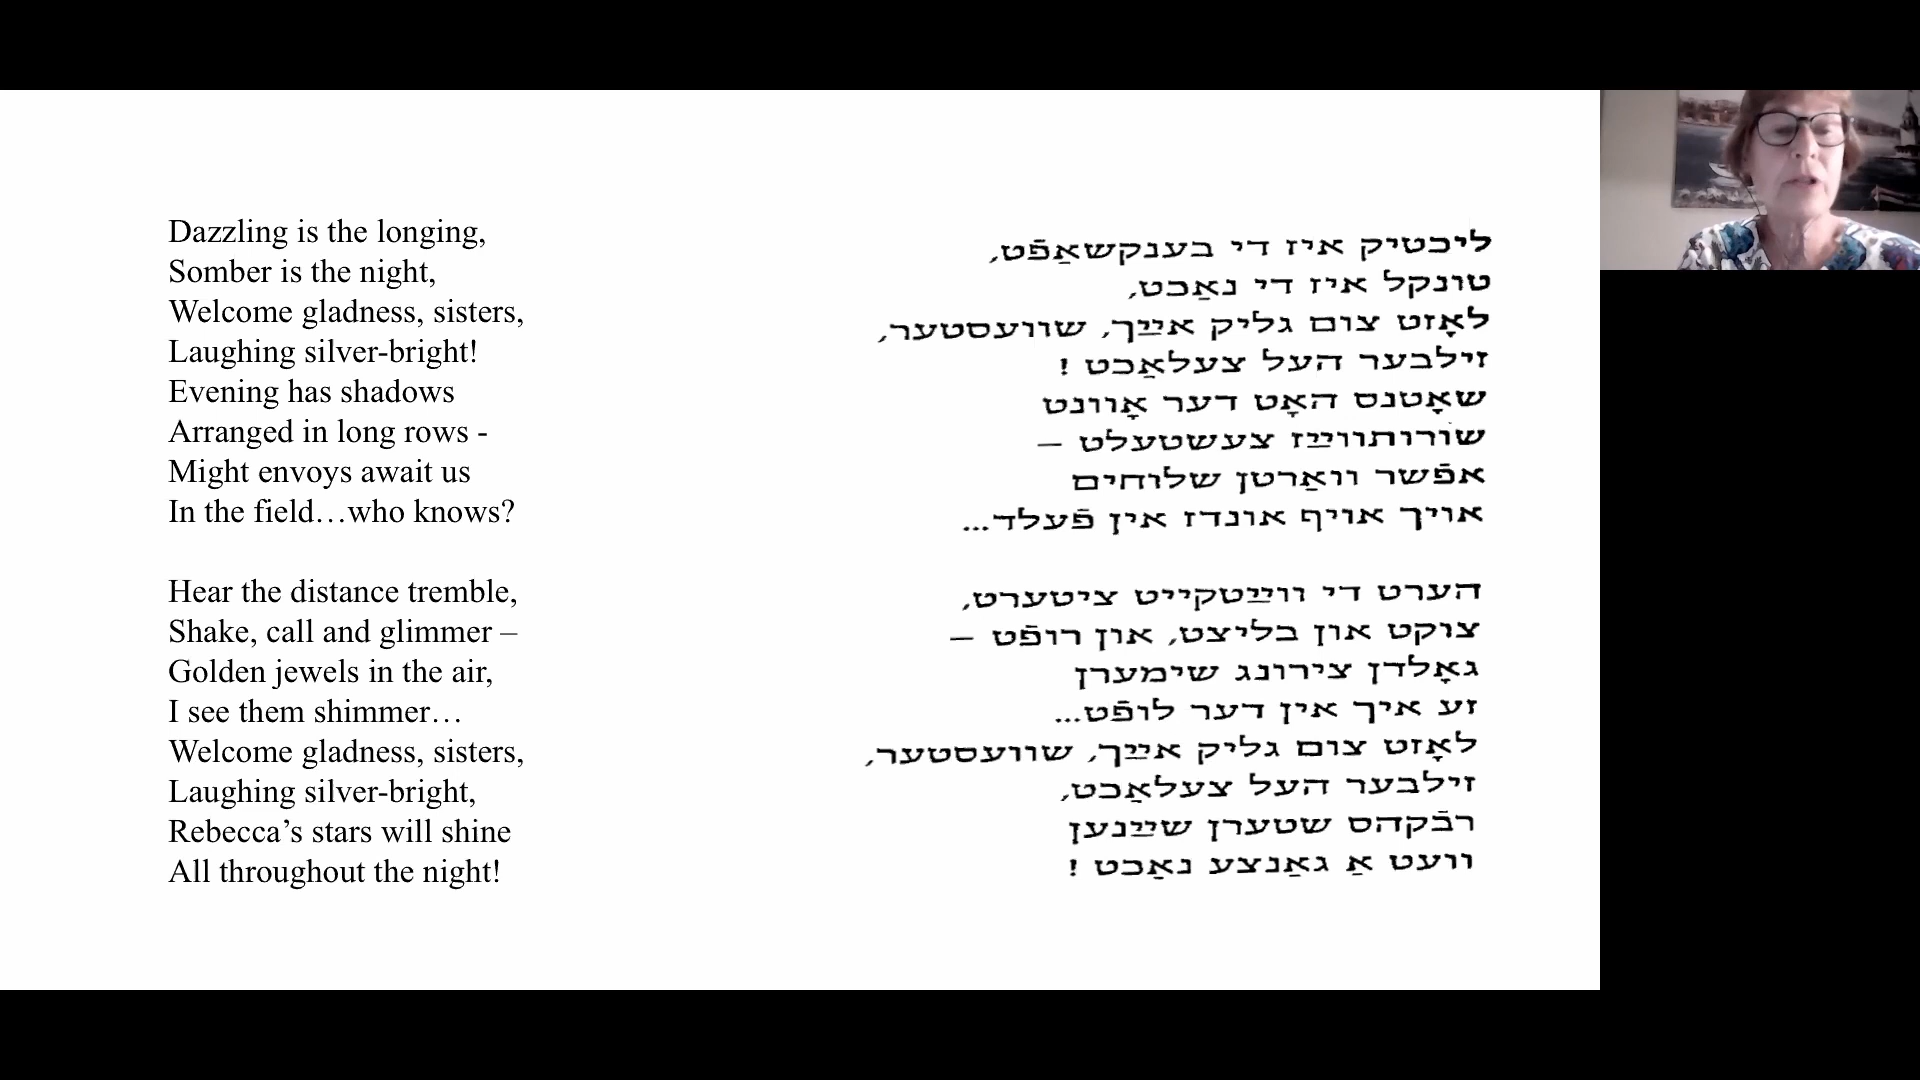 Dazzling is the longing,
Somber is the night,
Welcome gladness, sisters,
Laughing silver-bright!
Evening has shadows
Arranged in long rows -
Might envoys await us
In the field…who knows?
Hear the distance tremble,
Shake, call and glimmer –
Golden jewels in the air,
I see them shimmer…
Welcome gladness, sisters,
Laughing silver-bright,
Rebecca’s stars will shine
All throughout the night!
ליכטיק איז די בענקשאַפֿט,
טונקל איז די נאַכט,
לאָזט צום גליק אײַך, שוועסטער,
זילבער העל צעלאַכט !
שאָטנס האָט דער אָוונט
שורותווײַז צעשטעלט –
אפֿשר וואַרטן שלוחים
אויך אויף אונדז אין פֿעלד...
הערט די ווײַטקייט ציטערט,
צוקט און בליצט, און רופֿט –
גאָלדן צירונג שימערן
זע איך אין דער לופֿט...
לאָזט צום גליק אײַך, שוועסטער,
זילבער העל צעלאַכט,
רבֿקהס שטערן שײַנען
וועט אַ גאַנצע נאַכט !